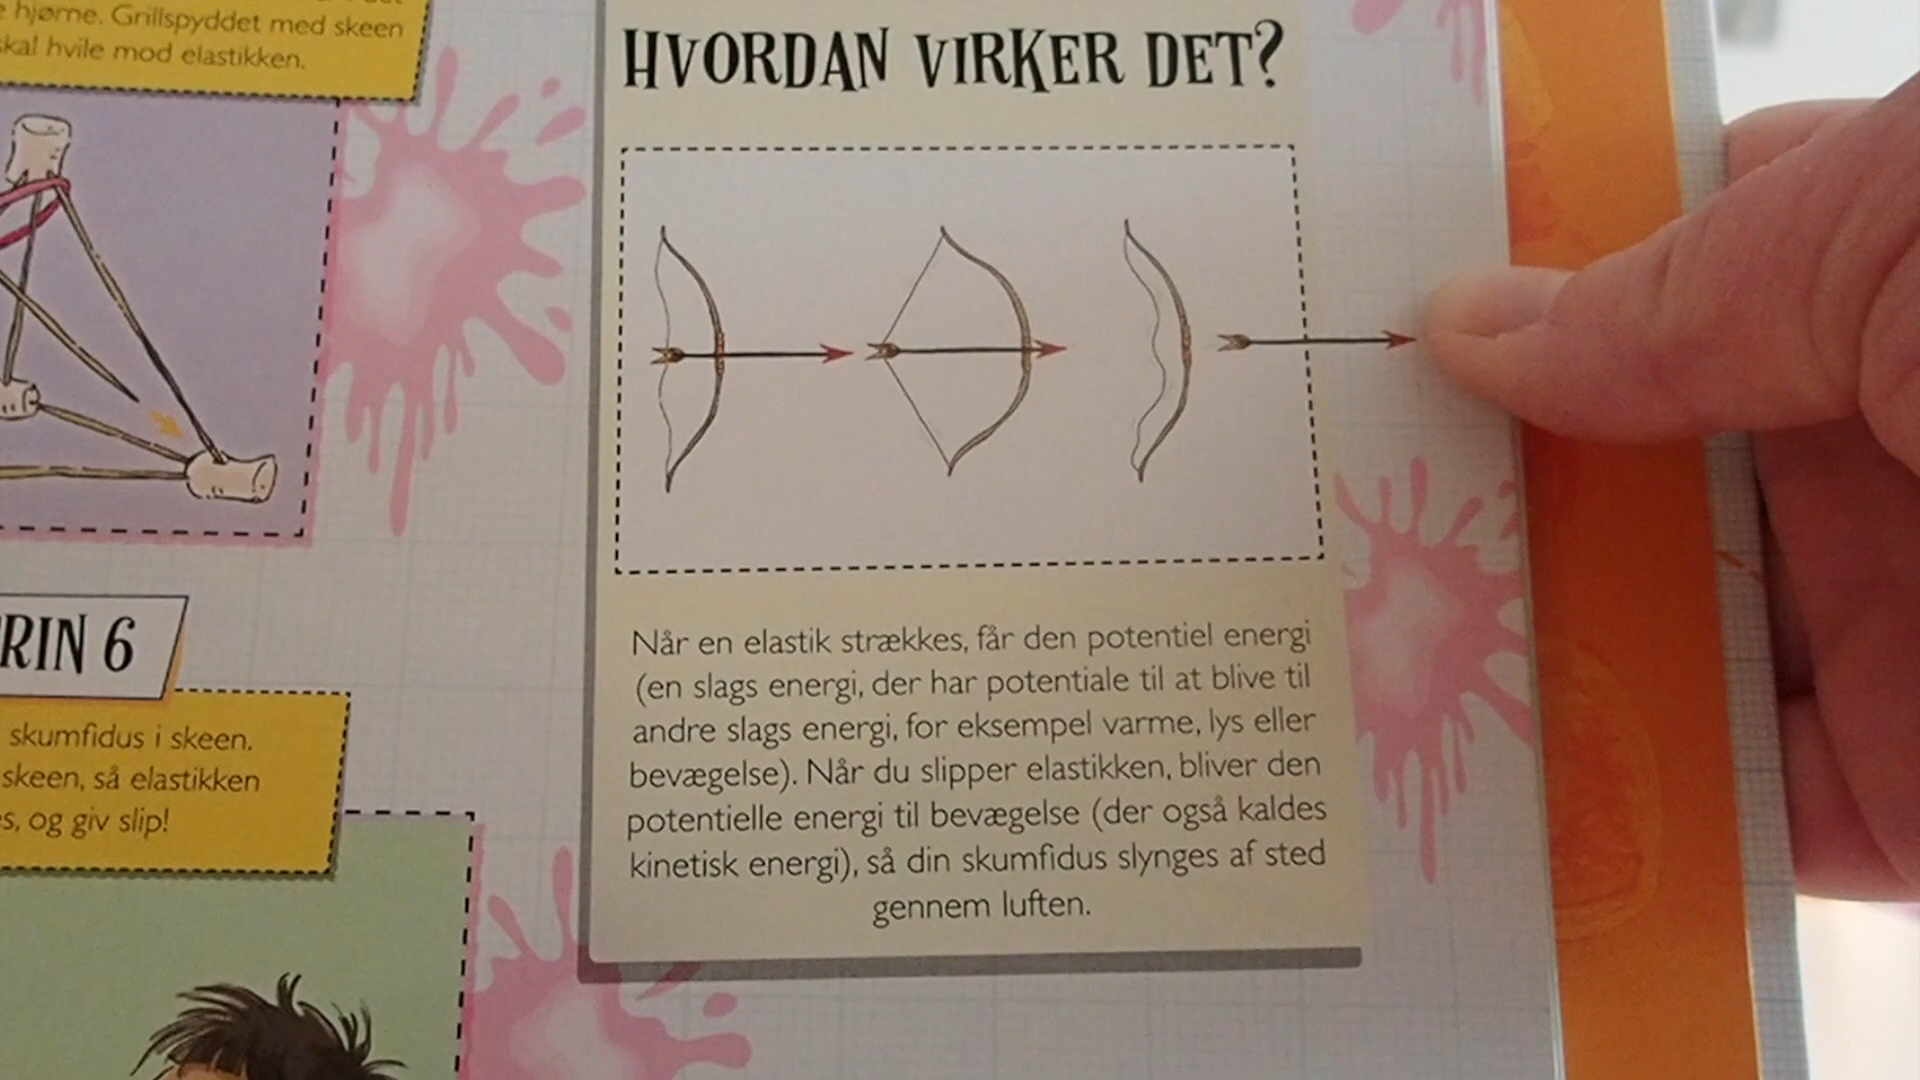 hjørne. Grillspyddet med skeen
skal hvile mod elastikken.
RIN 6
skumfidus i skeen.
skeen, så elastikken
s, og giv slip!
HVORDAN VIRKER DET?
Når en elastik strækkes, får den potentiel energi
(en slags energi, der har potentiale til at blive til
andre slags energi, for eksempel varme, lys eller
bevægelse). Når du slipper elastikken, bliver den
potentielle energi til bevægelse (der også kaldes
kinetisk energi), så din skumfidus slynges af sted
gennem luften.